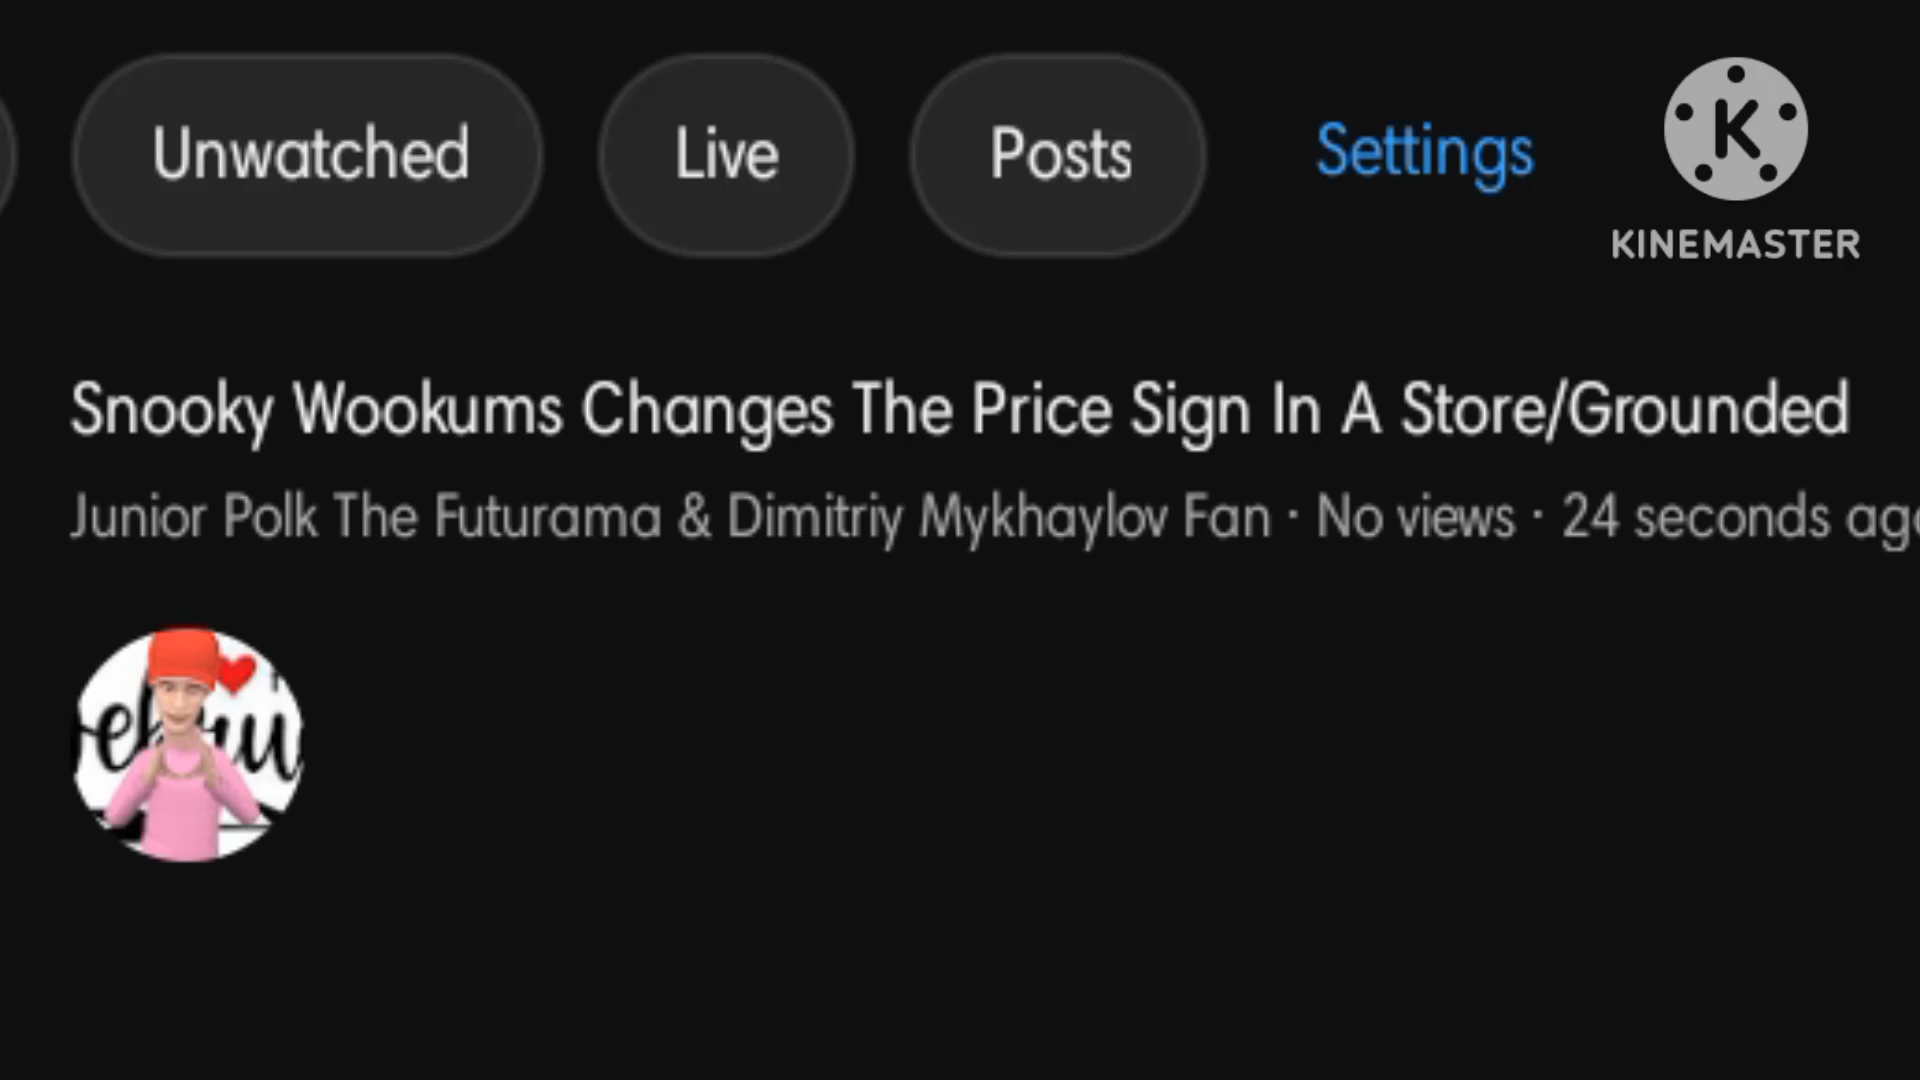 Unwatched Live Posts Settings
K
KINEMASTER
Snooky Wookums Changes The Price Sign In A Store/Grounded
Junior Polk The Futurama & Dimitriy Mykhaylov Fan · No views · 24 seconds ago